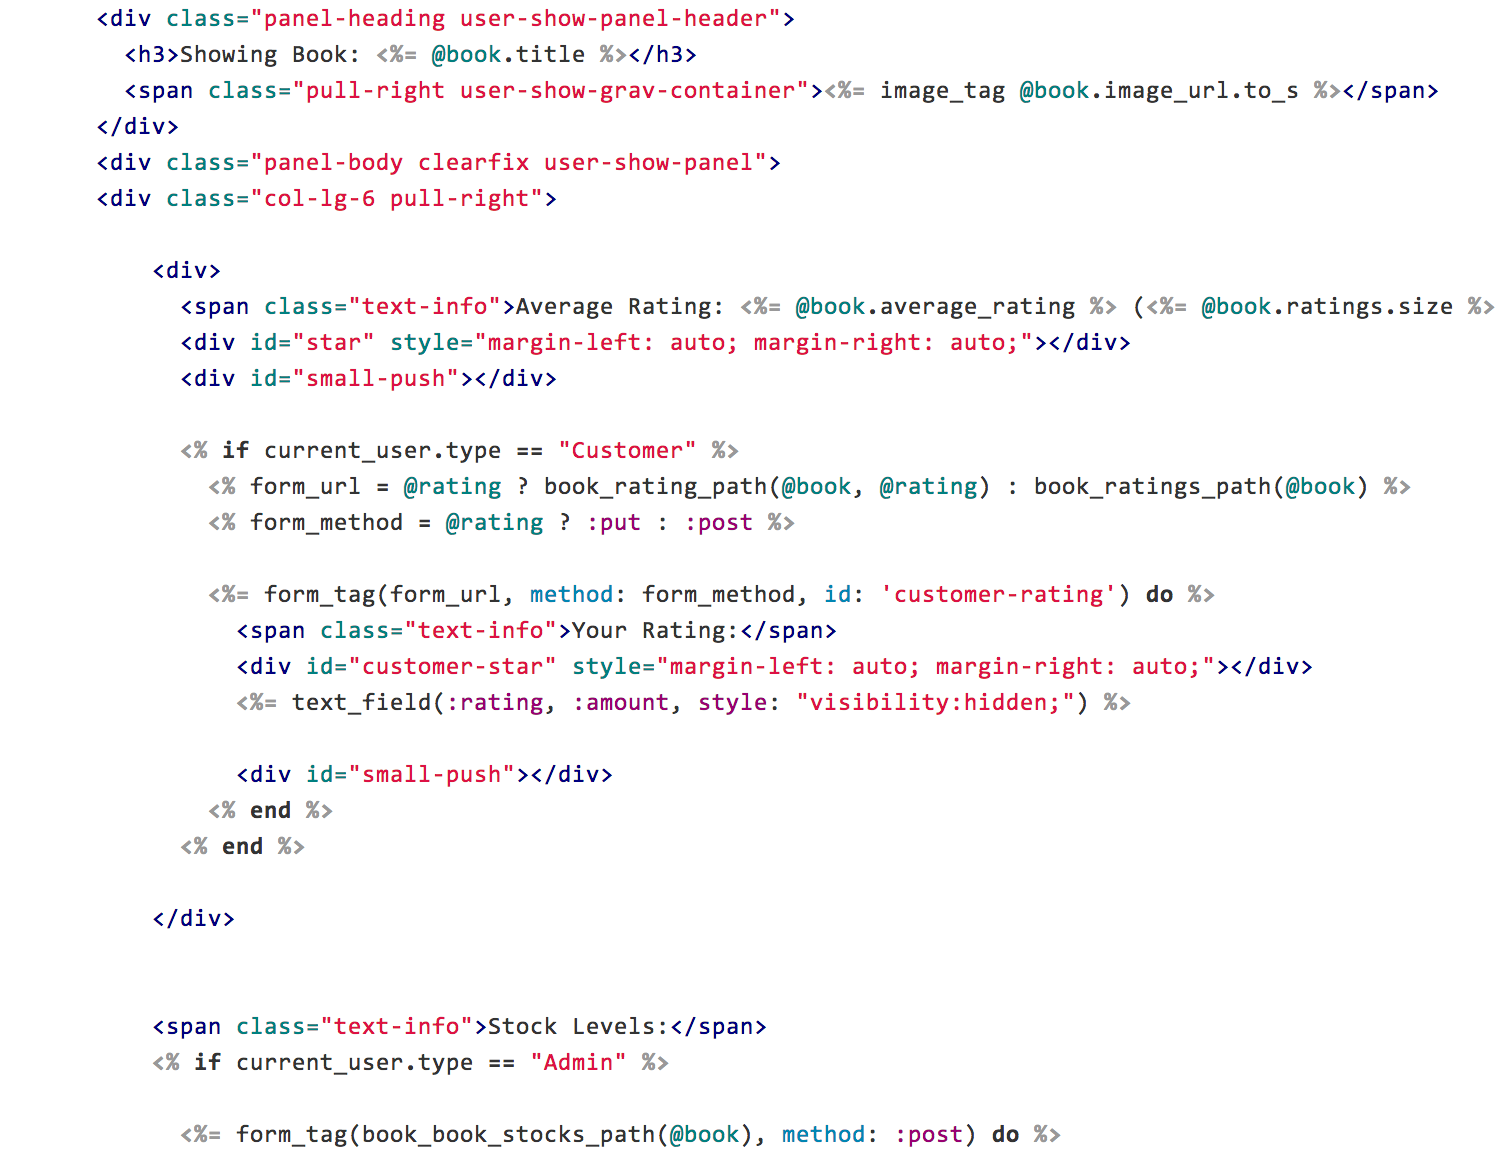 <div class="panel-heading user-show-panel-header">
<h3>Showing Book: <%= @book.title %></h3>
<span class="pull-right user-show-grav-container"><%= image_tag @book.image_url.to_s %></span>
</div>
<div class="panel-body clearfix user-show-panel">
<div class="col-lg-6 pull-right">
<div>
<span class="text-info">Average Rating: <%= @book.average_rating %> (<%= @book.ratings.size %>
<div id="star" style="margin-left: auto; margin-right: auto;"></div>
<div id="small-push"></div>
<% if current_user.type == "Customer" %>
<% form_url = @rating ? book_rating_path(@book, @rating) : book_ratings_path(@book) %>
<% form_method = @rating ? :put : :post %>
<%= form_tag(form_url, method: form_method, id: 'customer-rating') do %>
<span class="text-info">Your Rating:</span>
<div id="customer-star" style="margin-left: auto; margin-right: auto;"></div>
<%= text_field(:rating, :amount, style: "visibility:hidden;") %>
<div id="small-push"></div>
<% end %>
<% end %>
</div>
<span class="text-info">Stock Levels:</span>
<% if current_user.type == "Admin" %>
<%= form_tag(book_book_stocks_path(@book), method: :post) do %>